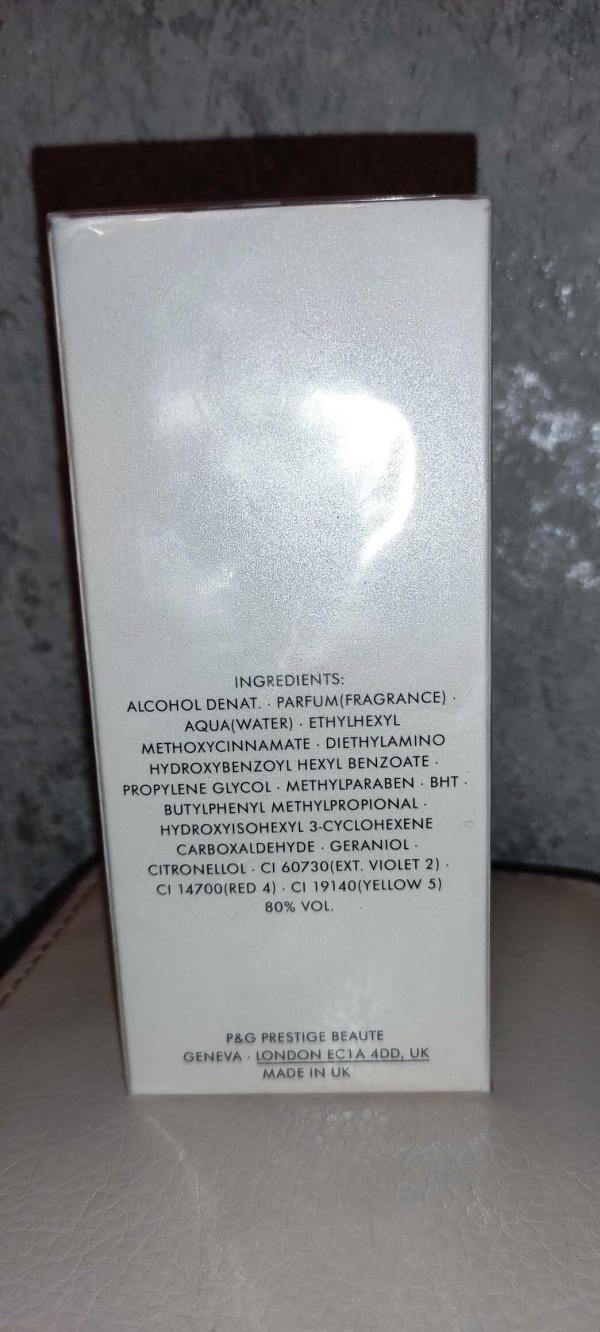 INGREDIENTS:
ALCOHOL DENAT. · PARFUM(FRAGRANCE) ·
AQUA(WATER) · ETHYLHEXYL
METHOXYCINNAMATE · DIETHYLAMINO
HYDROXYBENZOYL HEXYL BENZOATE ·
PROPYLENE GLYCOL · METHYLPARABEN · BHT ·
BUTYLPHENYL METHYLPROPIONAL ·
HYDROXYISOHEXYL 3-CYCLOHEXENE
CARBOXALDEHYDE · GERANIOL ·
CITRONELLOL · CI 60730(EXT. VIOLET 2) ·
CI 14700(RED 4) · CI 19140(YELLOW 5)
80% VOL.
P&G PRESTIGE BEAUTE
GENEVA · LONDON EC1A 4DD, UK
MADE IN UK